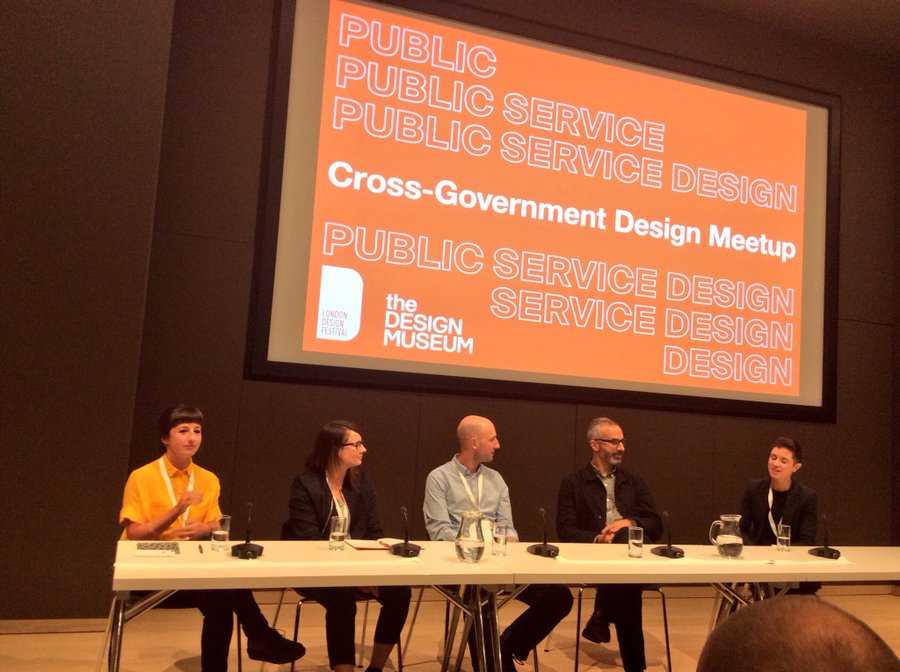 PUBLIC
PUBLIC SERVICE
PUBLIC SERVICE DESIGN
Cross-Government Design Meetup
PUBLIC SERVICE DESIGN
SERVICE DESIGN
DESIGN
LONDON
DESIGN
FESTIVAL
the
DESIGN
MUSEUM